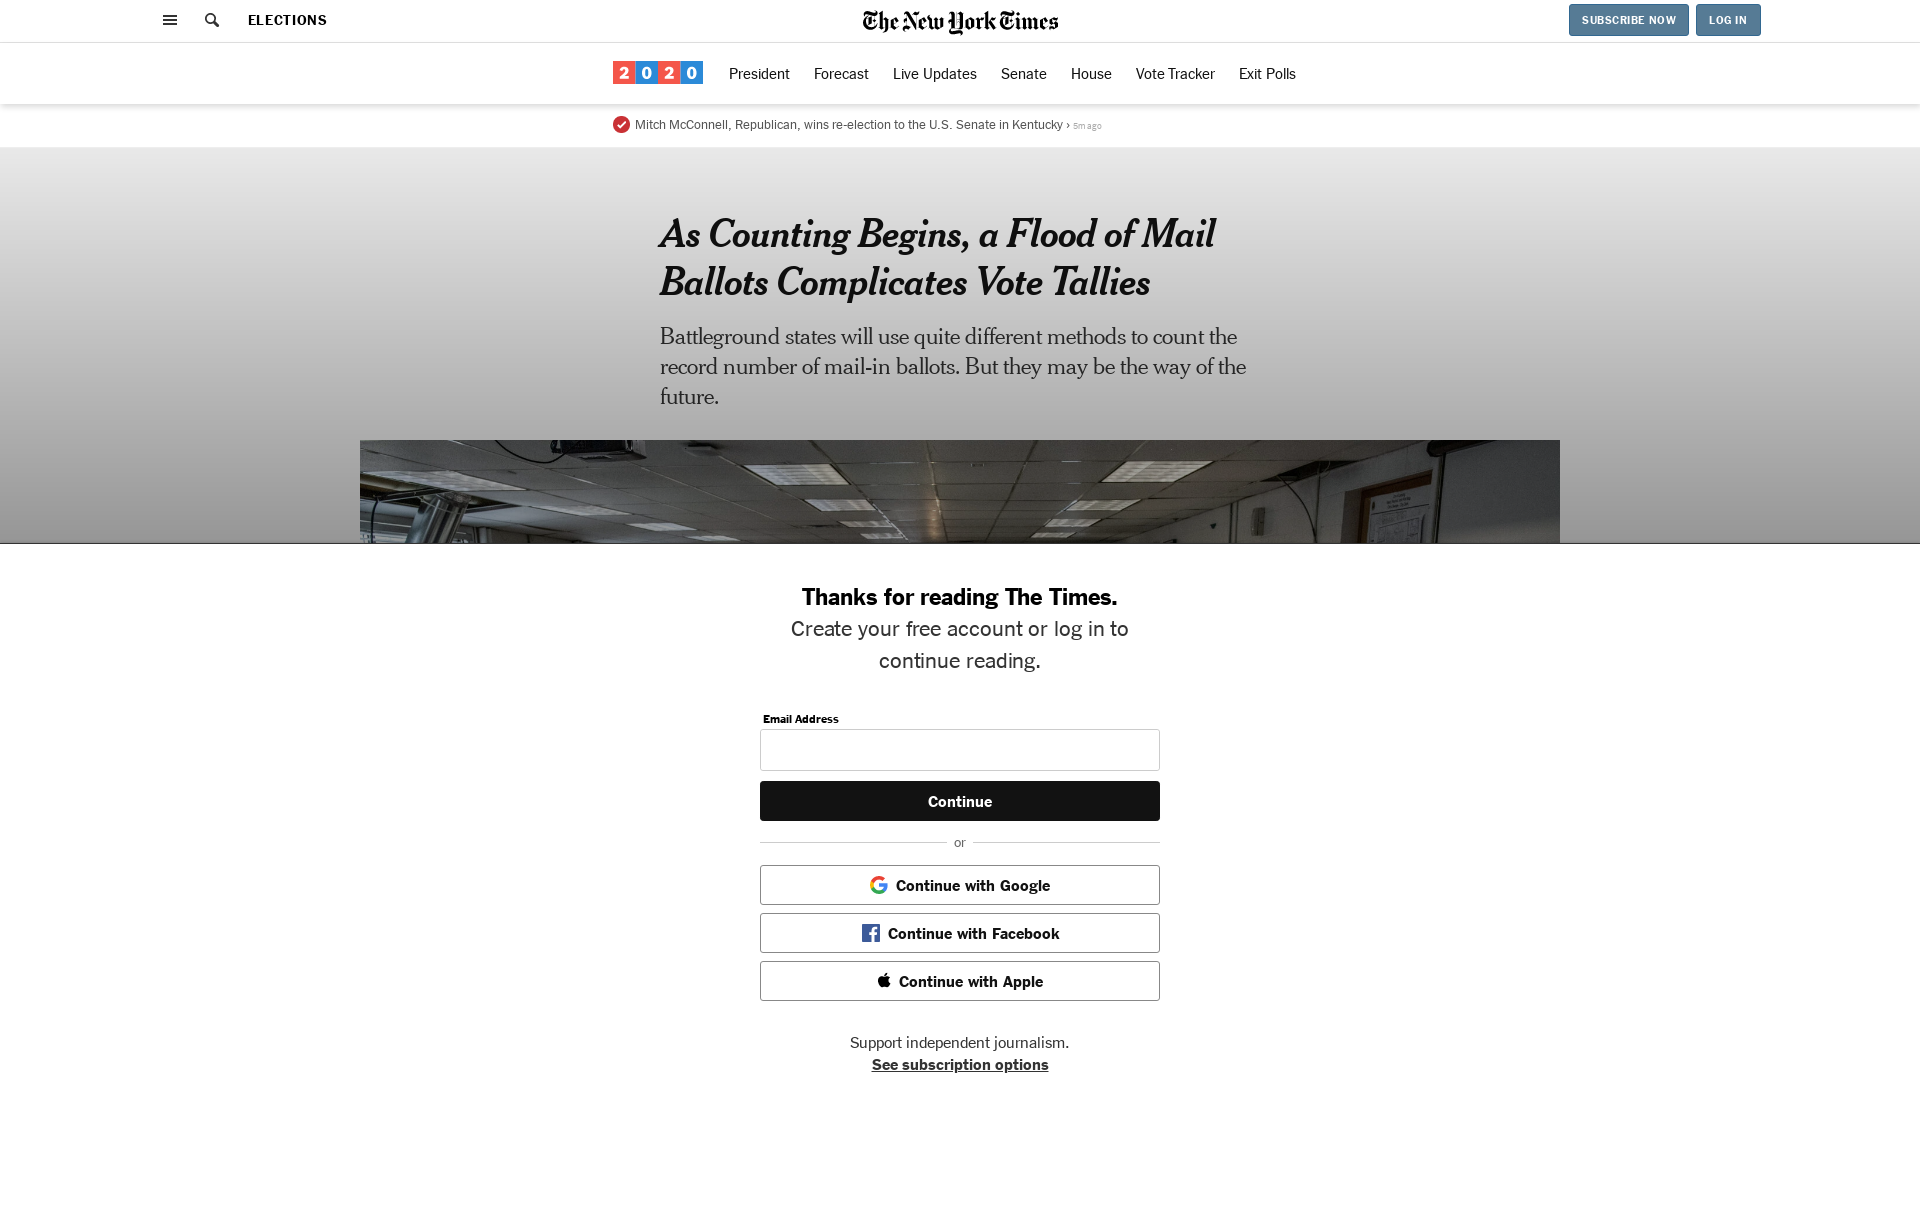 ELECTIONS
The New York Times
SUBSCRIBE NOW
LOG IN
2020
President
Forecast
Live Updates
Senate
House
Vote Tracker
Exit Polls
Mitch McConnell, Republican, wins re-election to the U.S. Senate in Kentucky › 5m ago
As Counting Begins, a Flood of Mail
Ballots Complicates Vote Tallies
Battleground states will use quite different methods to count the
record number of mail-in ballots. But they may be the way of the
future.
Thanks for reading The Times.
Create your free account or log in to
continue reading.
Email Address
Continue
or
Continue with Google
Continue with Facebook
Continue with Apple
Support independent journalism.
See subscription options